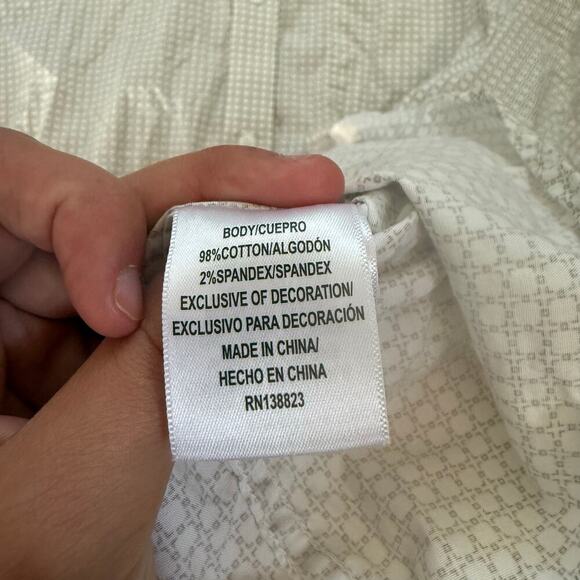 BODY/CUEPRO
98%COTTON/ALGODÓN
2%SPANDEX/SPANDEX
EXCLUSIVE OF DECORATION/
EXCLUSIVO PARA DECORACIÓN
MADE IN CHINA/
HECHO EN CHINA
RN138823